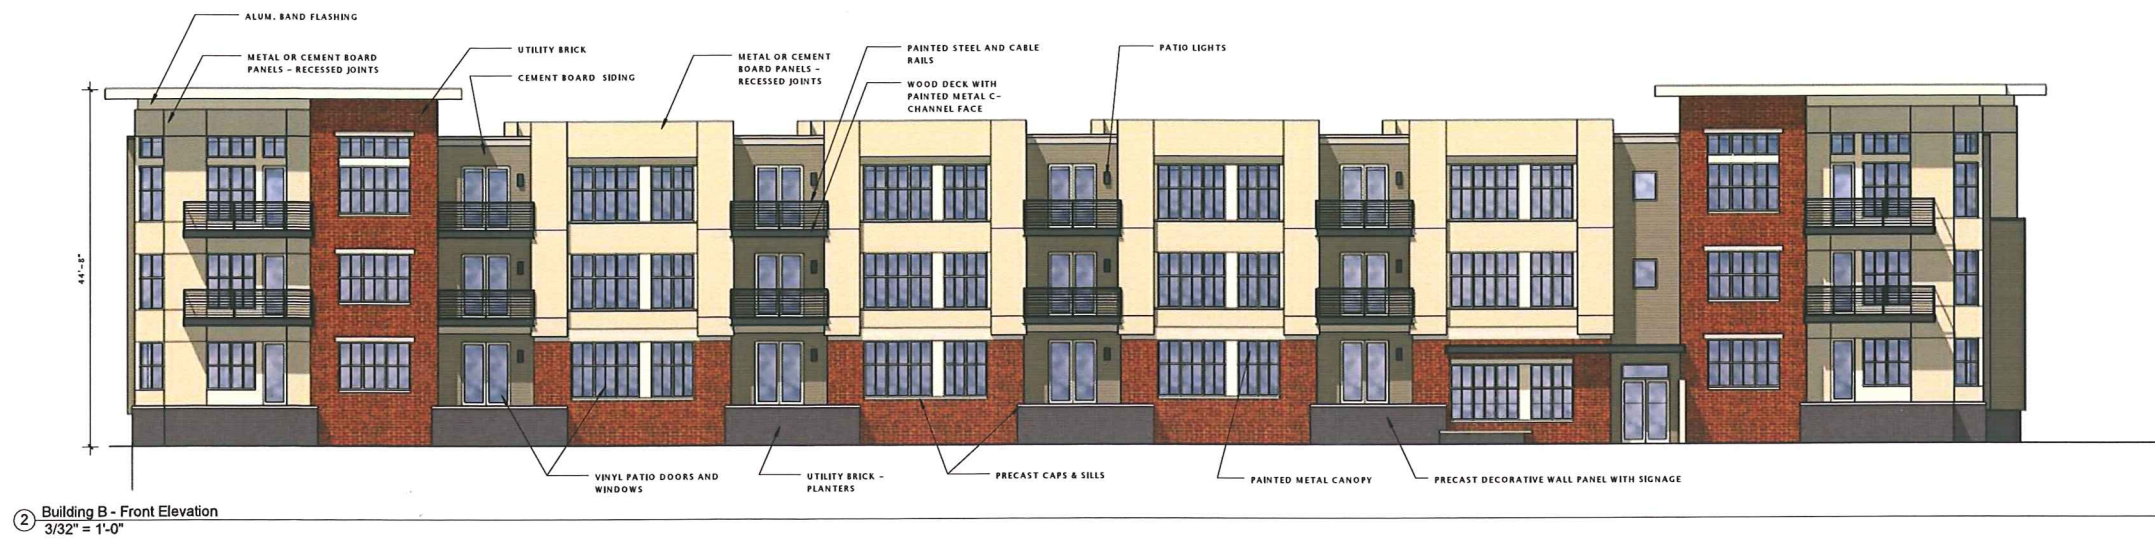 ALUM. BAND FLASHING
METAL OR CEMENT BOARD
PANELS – RECESSED JOINTS
UTILITY BRICK
CEMENT BOARD SIDING
METAL OR CEMENT
BOARD PANELS –
RECESSED JOINTS
PAINTED STEEL AND CABLE
RAILS
WOOD DECK WITH
PAINTED METAL C-
CHANNEL FACE
PATIO LIGHTS
44'-8"
VINYL PATIO DOORS AND
WINDOWS
UTILITY BRICK –
PLANTERS
PRECAST CAPS & SILLS
PAINTED METAL CANOPY
PRECAST DECORATIVE WALL PANEL WITH SIGNAGE
2
Building B - Front Elevation
3/32" = 1'-0"